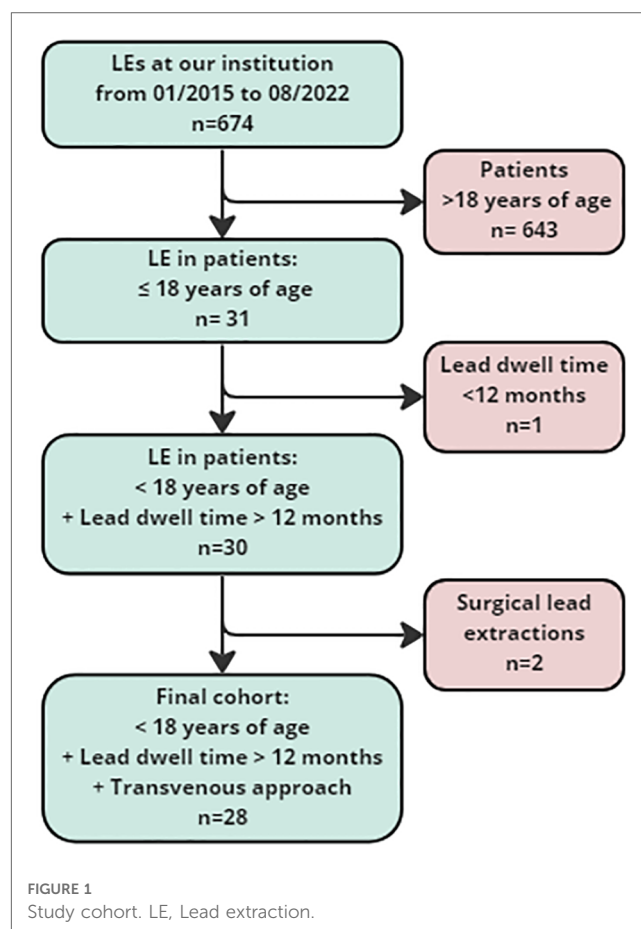 LEs at our institution
from 01/2015 to 08/2022
n=674
Patients
>18 years of age
n= 643
LE in patients:
≤ 18 years of age
n= 31
Lead dwell time
<12 months
n=1
LE in patients:
< 18 years of age
+ Lead dwell time > 12 months
n=30
Surgical lead
extractions
n=2
Final cohort:
< 18 years of age
+ Lead dwell time > 12 months
+ Transvenous approach
n=28
FIGURE 1
Study cohort. LE, Lead extraction.